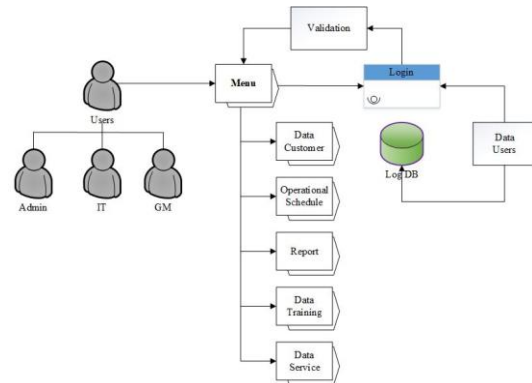 Validation
Menu
Login
Users
Data
Customer
Data
Users
Log DB
Operational
Schedule
Admin
IT
GM
Report
Data
Training
Data
Service